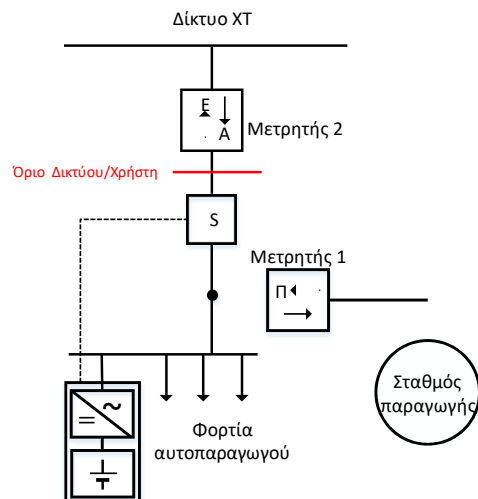 Δίκτυο ΧΤ
Ε
Α
Μετρητής 2
Όριο Δικτύου/Χρήστη
S
Μετρητής 1
Π
Σταθμός
παραγωγής
Φορτία
αυτοπαραγωγού